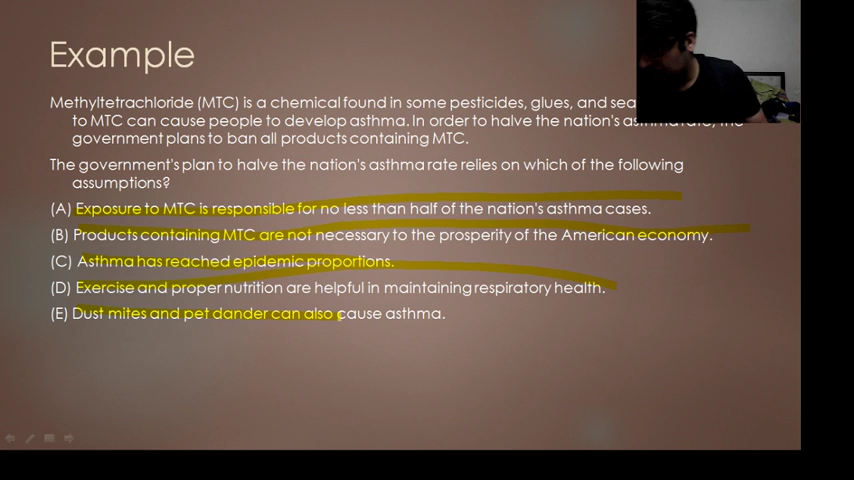 Example
Methyltetrachloride (MTC) is a chemical found in some pesticides, glues, and
to MTC can cause people to develop asthma. In order to halve the nation's
government plans to ban all products containing MTC.
The government's plan to halve the nation's asthma rate relies on which of the following
assumptions?
(A) Exposure to MTC is responsible for no less than half of the nation's asthma cases.
(B) Products containing MTC are not necessary to the prosperity of the American economy.
(C) Asthma has reached epidemic proportions.
(D) Exercise and proper nutrition are helpful in maintaining respiratory health.
(E) Dust mites and pet dander can also cause asthma.